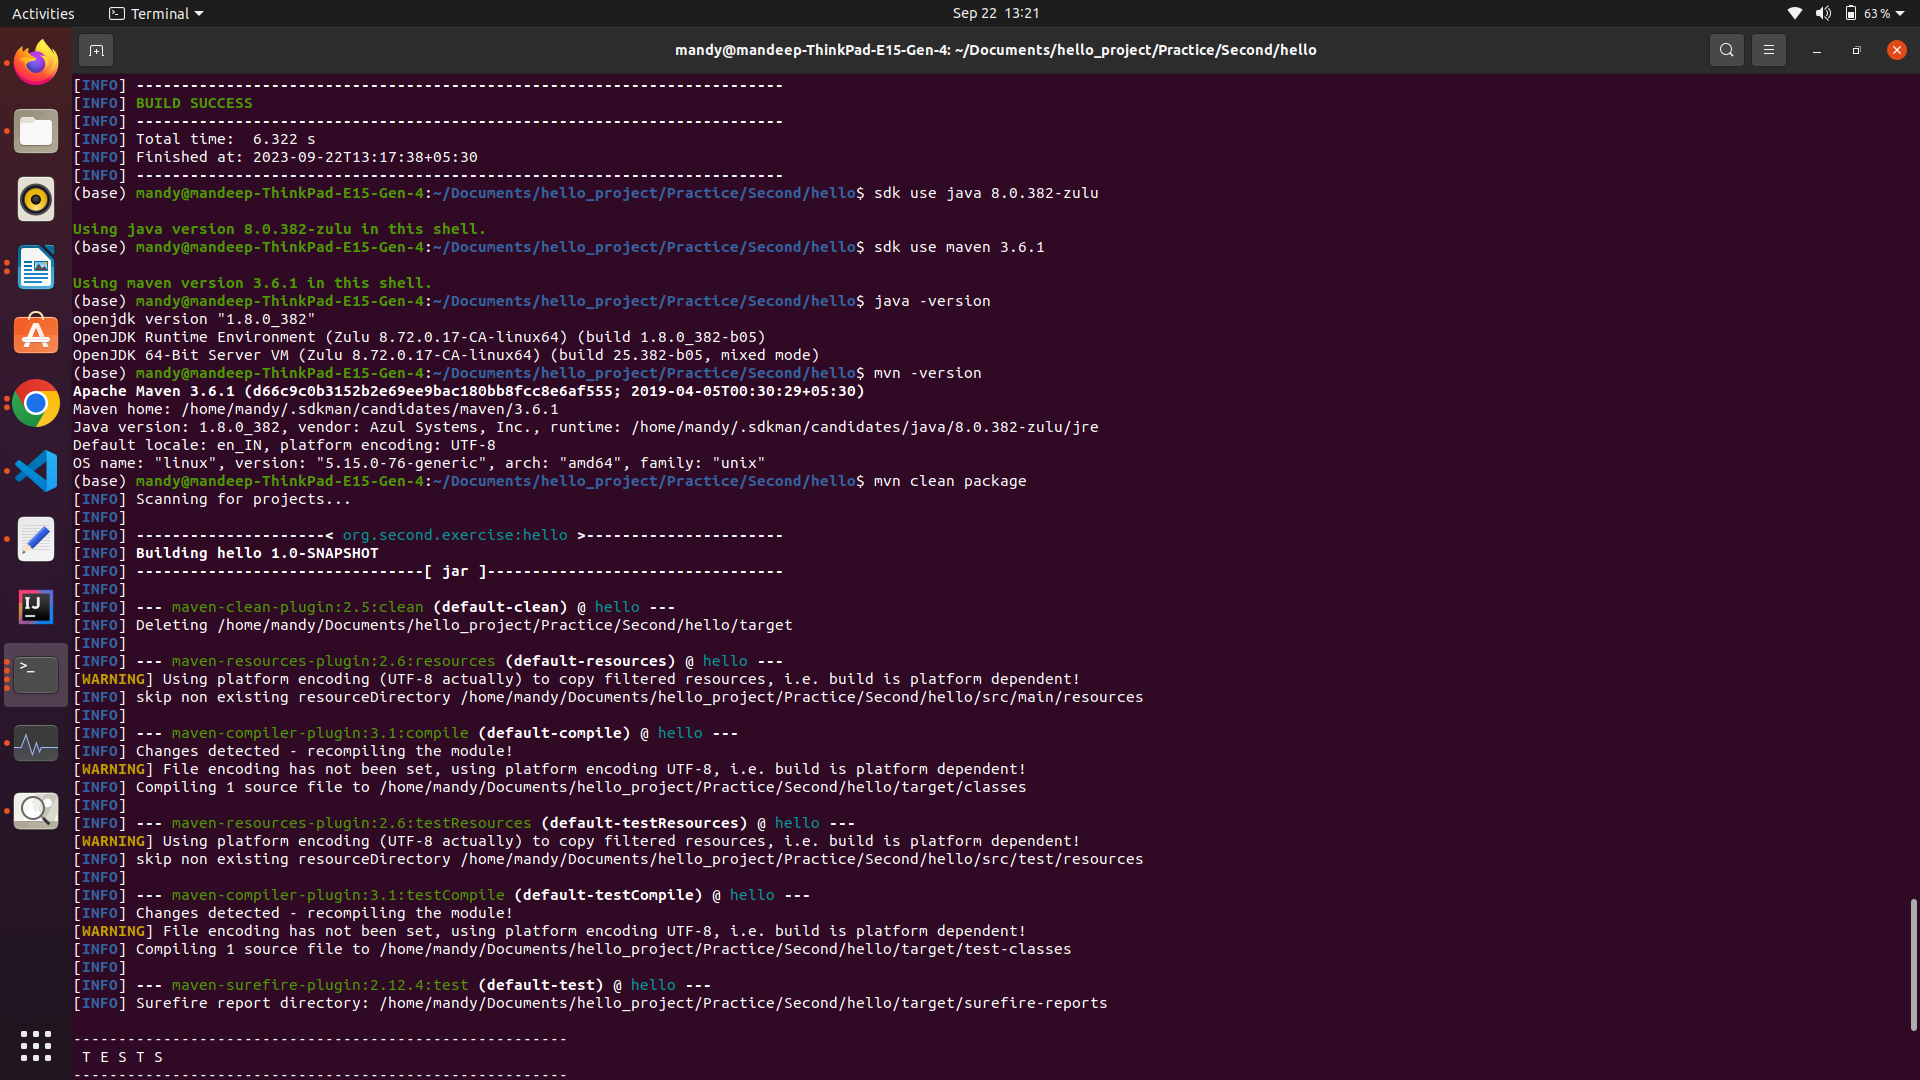 Activities Terminal Sep 22 13:21 63 %
mandy@mandeep-ThinkPad-E15-Gen-4: ~/Documents/hello_project/Practice/Second/hello
[INFO] ------------------------------------------------------------------------
[INFO] BUILD SUCCESS
[INFO] ------------------------------------------------------------------------
[INFO] Total time:  6.322 s
[INFO] Finished at: 2023-09-22T13:17:38+05:30
[INFO] ------------------------------------------------------------------------
(base) mandy@mandeep-ThinkPad-E15-Gen-4:~/Documents/hello_project/Practice/Second/hello$ sdk use java 8.0.382-zulu
Using java version 8.0.382-zulu in this shell.
(base) mandy@mandeep-ThinkPad-E15-Gen-4:~/Documents/hello_project/Practice/Second/hello$ sdk use maven 3.6.1
Using maven version 3.6.1 in this shell.
(base) mandy@mandeep-ThinkPad-E15-Gen-4:~/Documents/hello_project/Practice/Second/hello$ java -version
openjdk version "1.8.0_382"
OpenJDK Runtime Environment (Zulu 8.72.0.17-CA-linux64) (build 1.8.0_382-b05)
OpenJDK 64-Bit Server VM (Zulu 8.72.0.17-CA-linux64) (build 25.382-b05, mixed mode)
(base) mandy@mandeep-ThinkPad-E15-Gen-4:~/Documents/hello_project/Practice/Second/hello$ mvn -version
Apache Maven 3.6.1 (d66c9c0b3152b2e69ee9bac180bb8fcc8e6af555; 2019-04-05T00:30:29+05:30)
Maven home: /home/mandy/.sdkman/candidates/maven/3.6.1
Java version: 1.8.0_382, vendor: Azul Systems, Inc., runtime: /home/mandy/.sdkman/candidates/java/8.0.382-zulu/jre
Default locale: en_IN, platform encoding: UTF-8
OS name: "linux", version: "5.15.0-76-generic", arch: "amd64", family: "unix"
(base) mandy@mandeep-ThinkPad-E15-Gen-4:~/Documents/hello_project/Practice/Second/hello$ mvn clean package
[INFO] Scanning for projects...
[INFO]
[INFO] ---------------------< org.second.exercise:hello >----------------------
[INFO] Building hello 1.0-SNAPSHOT
[INFO] --------------------------------[ jar ]---------------------------------
[INFO]
[INFO] --- maven-clean-plugin:2.5:clean (default-clean) @ hello ---
[INFO] Deleting /home/mandy/Documents/hello_project/Practice/Second/hello/target
[INFO]
[INFO] --- maven-resources-plugin:2.6:resources (default-resources) @ hello ---
[WARNING] Using platform encoding (UTF-8 actually) to copy filtered resources, i.e. build is platform dependent!
[INFO] skip non existing resourceDirectory /home/mandy/Documents/hello_project/Practice/Second/hello/src/main/resources
[INFO]
[INFO] --- maven-compiler-plugin:3.1:compile (default-compile) @ hello ---
[INFO] Changes detected - recompiling the module!
[WARNING] File encoding has not been set, using platform encoding UTF-8, i.e. build is platform dependent!
[INFO] Compiling 1 source file to /home/mandy/Documents/hello_project/Practice/Second/hello/target/classes
[INFO]
[INFO] --- maven-resources-plugin:2.6:testResources (default-testResources) @ hello ---
[WARNING] Using platform encoding (UTF-8 actually) to copy filtered resources, i.e. build is platform dependent!
[INFO] skip non existing resourceDirectory /home/mandy/Documents/hello_project/Practice/Second/hello/src/test/resources
[INFO]
[INFO] --- maven-compiler-plugin:3.1:testCompile (default-testCompile) @ hello ---
[INFO] Changes detected - recompiling the module!
[WARNING] File encoding has not been set, using platform encoding UTF-8, i.e. build is platform dependent!
[INFO] Compiling 1 source file to /home/mandy/Documents/hello_project/Practice/Second/hello/target/test-classes
[INFO]
[INFO] --- maven-surefire-plugin:2.12.4:test (default-test) @ hello ---
[INFO] Surefire report directory: /home/mandy/Documents/hello_project/Practice/Second/hello/target/surefire-reports
-------------------------------------------------------
 T E S T S
-------------------------------------------------------